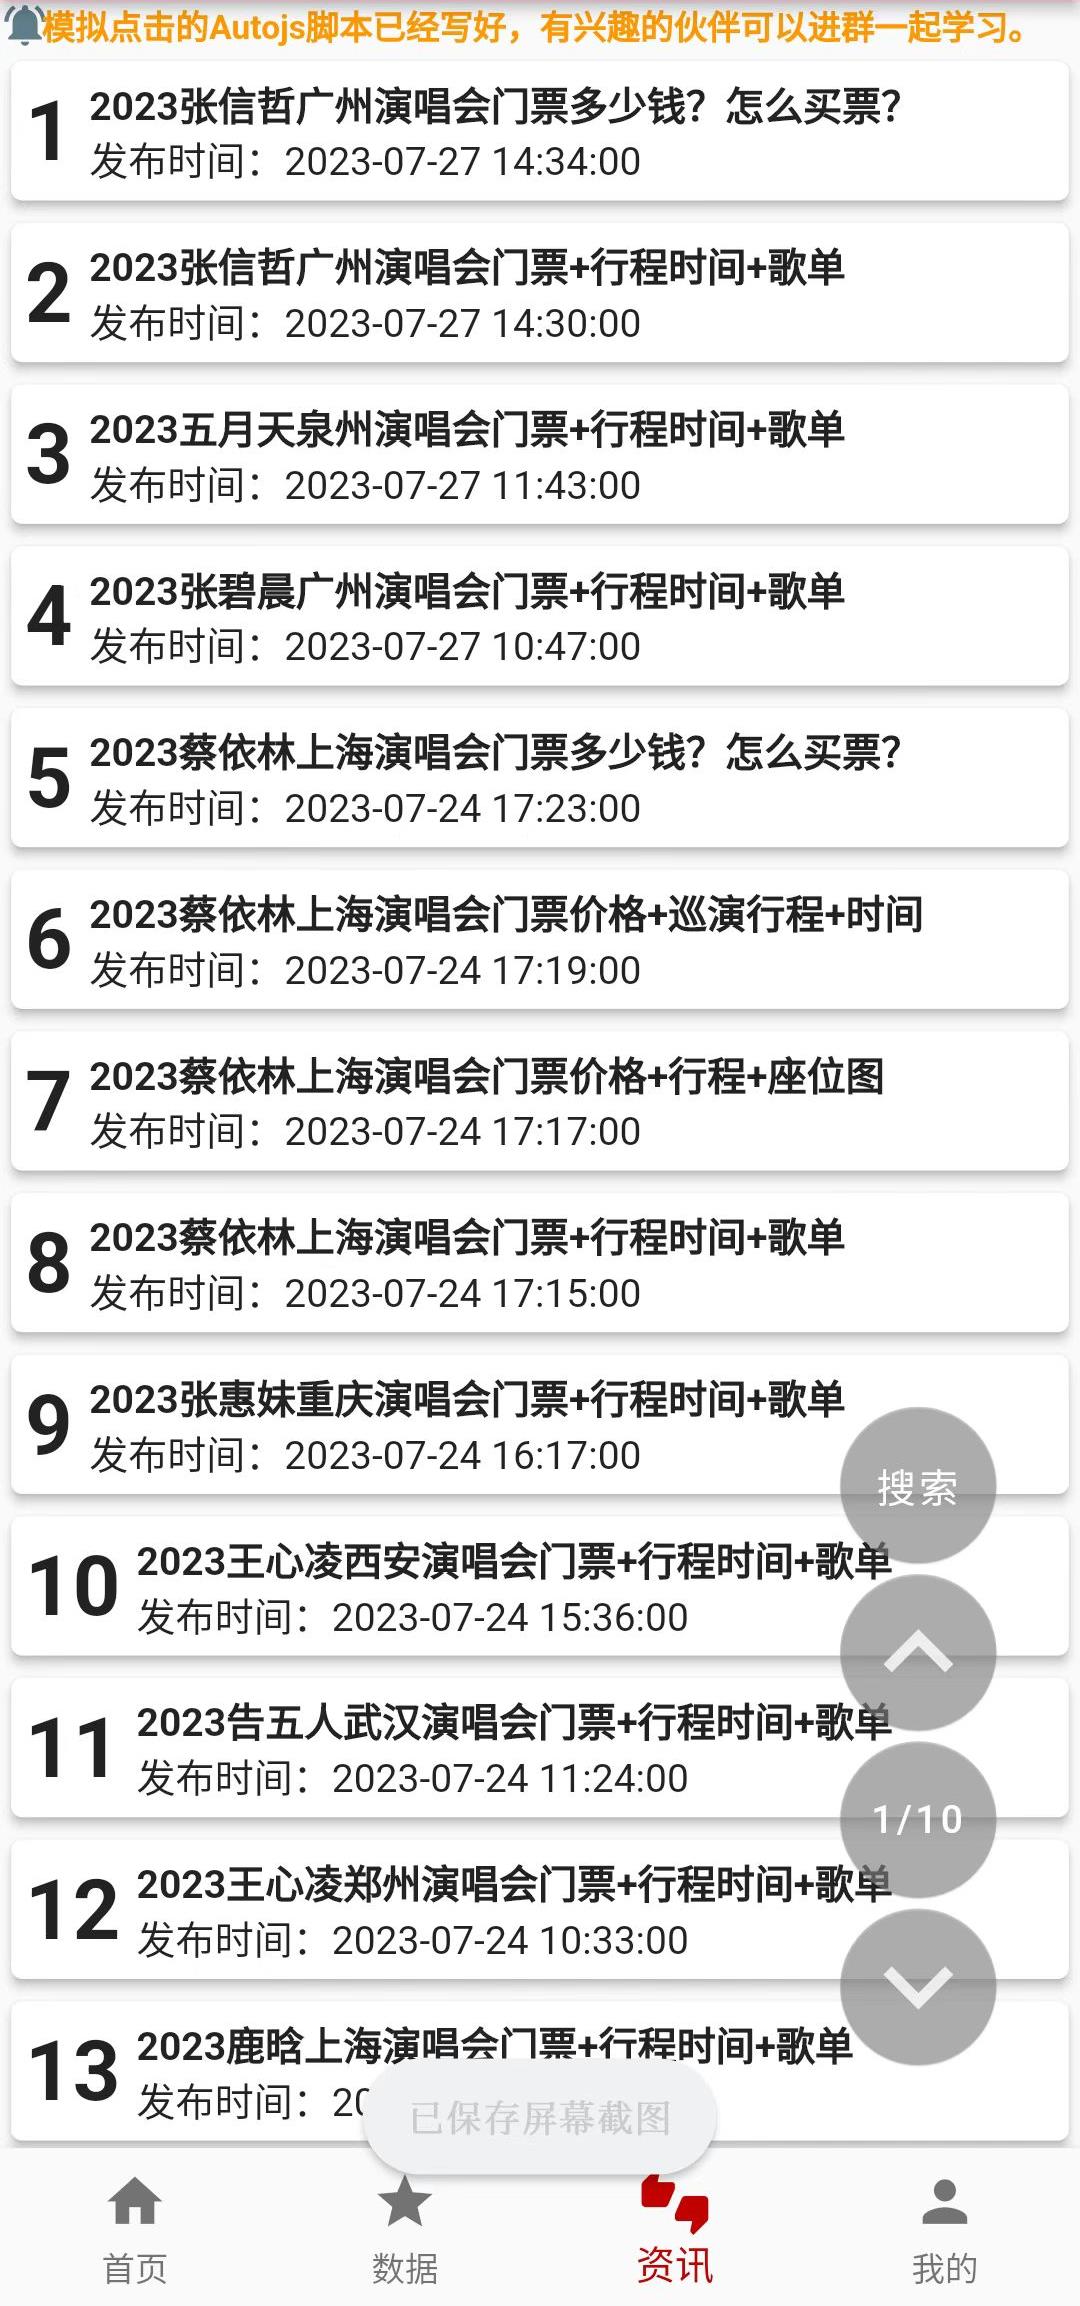 模拟点击的Autojs脚本已经写好，有兴趣的伙伴可以进群一起学习。
1
2023张信哲广州演唱会门票多少钱？怎么买票？
发布时间：2023-07-27 14:34:00
2
2023张信哲广州演唱会门票+行程时间+歌单
发布时间：2023-07-27 14:30:00
3
2023五月天泉州演唱会门票+行程时间+歌单
发布时间：2023-07-27 11:43:00
4
2023张碧晨广州演唱会门票+行程时间+歌单
发布时间：2023-07-27 10:47:00
5
2023蔡依林上海演唱会门票多少钱？怎么买票？
发布时间：2023-07-24 17:23:00
6
2023蔡依林上海演唱会门票价格+巡演行程+时间
发布时间：2023-07-24 17:19:00
7
2023蔡依林上海演唱会门票价格+行程+座位图
发布时间：2023-07-24 17:17:00
8
2023蔡依林上海演唱会门票+行程时间+歌单
发布时间：2023-07-24 17:15:00
9
2023张惠妹重庆演唱会门票+行程时间+歌单
发布时间：2023-07-24 16:17:00
搜索
10
2023王心凌西安演唱会门票+行程时间+歌单
发布时间：2023-07-24 15:36:00
11
2023告五人武汉演唱会门票+行程时间+歌单
发布时间：2023-07-24 11:24:00
1/10
12
2023王心凌郑州演唱会门票+行程时间+歌单
发布时间：2023-07-24 10:33:00
13
2023鹿晗上海演唱会门票+行程时间+歌单
发布时间：20
已保存屏幕截图
首页
数据
资讯
我的